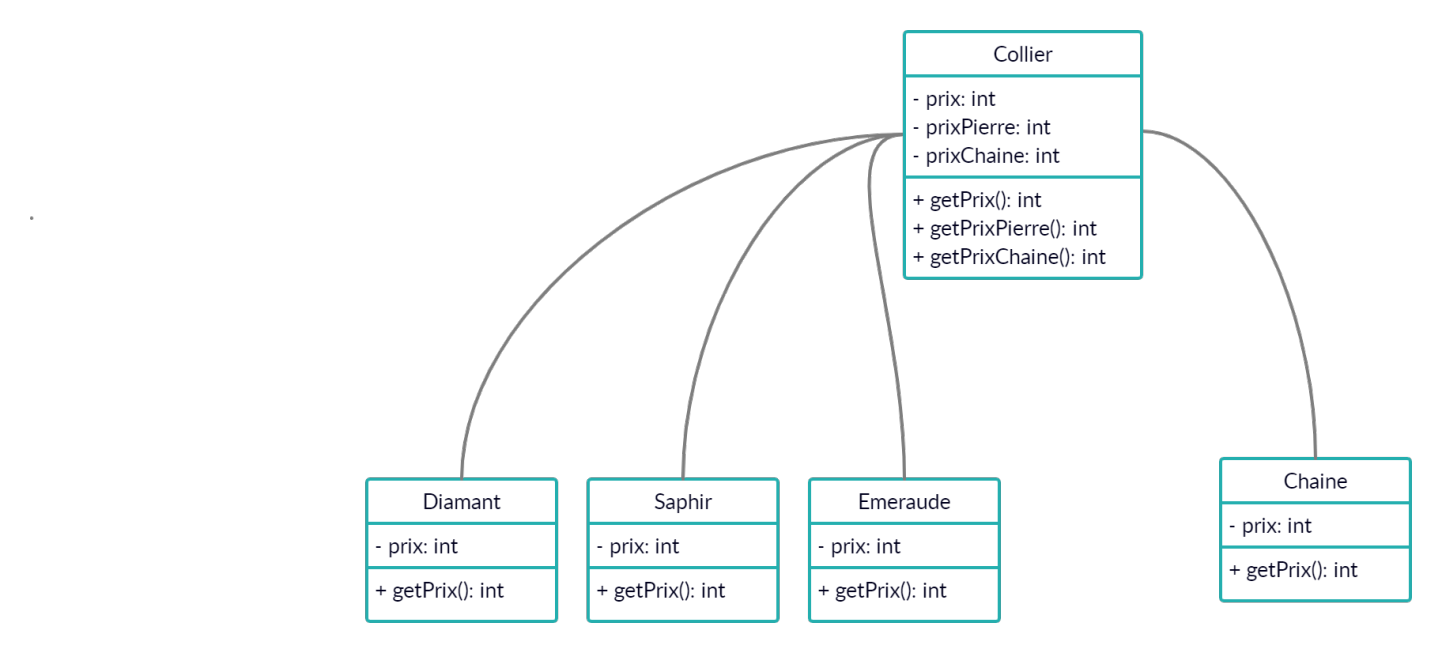 Collier
- prix: int
- prixPierre: int
- prixChaine: int
+ getPrix(): int
+ getPrixPierre(): int
+ getPrixChaine(): int
Diamant
- prix: int
+ getPrix(): int
Saphir
- prix: int
+ getPrix(): int
Emeraude
- prix: int
+ getPrix(): int
Chaine
- prix: int
+ getPrix(): int